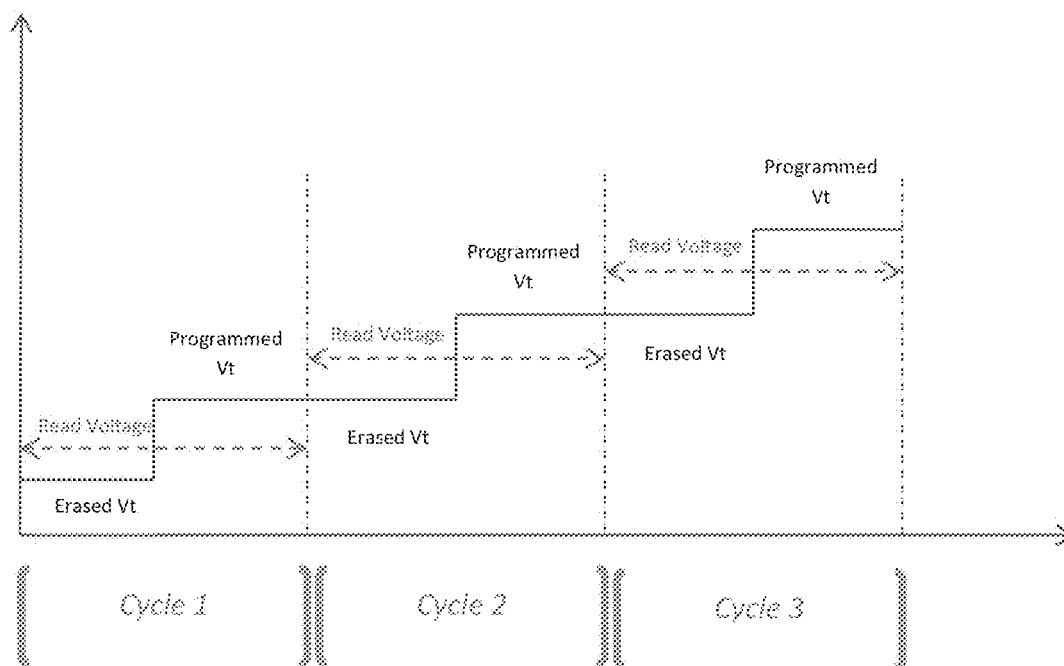 Programmed
Vt
Programmed
Vt
Read Voltage
Programmed
Vt
Read Voltage
Erased Vt
Read Voltage
Erased Vt
Erased Vt
Cycle 1
Cycle 2
Cycle 3